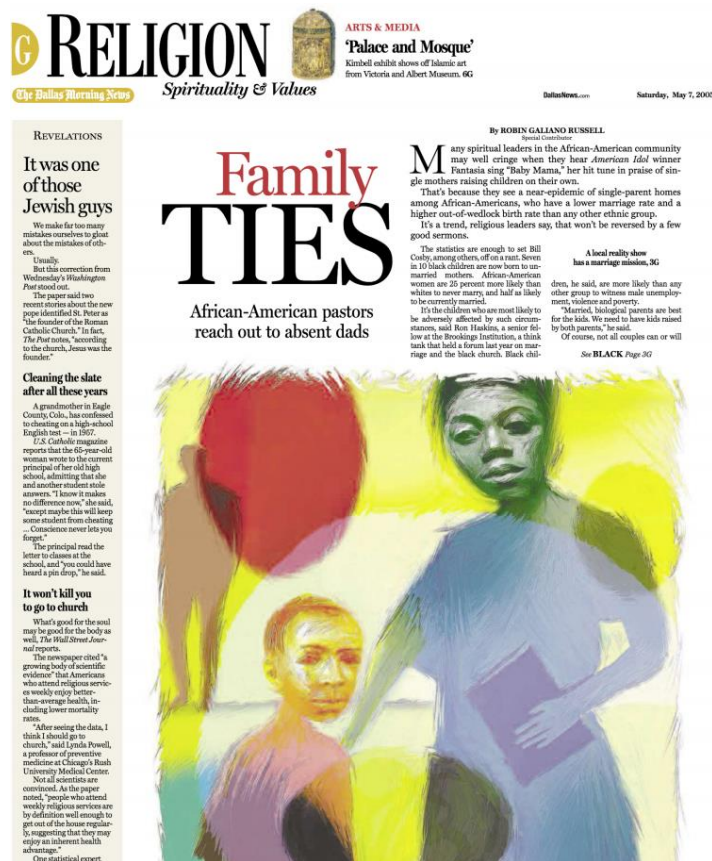 G
RELIGION
The Dallas Morning News
Spirituality & Values
ARTS & MEDIA
‘Palace and Mosque’
Kimbell exhibit shows off Islamic art
from Victoria and Albert Museum. 6G
DallasNews.com
Saturday, May 7, 2005
REVELATIONS
It was one
of those
Jewish guys
We make far too many
mistakes ourselves to gloat
about the mistakes of oth-
ers.
Usually.
But this correction from
Wednesday’s Washington
Post stood out.
The paper said two
recent stories about the new
pope identified St. Peter as
“the founder of the Roman
Catholic Church.” In fact,
The Post notes, “according
to the church, Jesus was the
founder.”
Cleaning the slate
after all these years
A grandmother in Eagle
County, Colo., has confessed
to cheating on a high-school
English test — in 1957.
U.S. Catholic magazine
reports that the 65-year-old
woman wrote to the current
principal of her old high
school, admitting that she
and another student stole
answers. “I know it makes
no difference now,” she said,
“except maybe this will keep
some student from cheating
... Conscience never lets you
forget.”
The principal read the
letter to classes at the
school, and “you could have
heard a pin drop,” he said.
It won’t kill you
to go to church
What’s good for the soul
may be good for the body as
well, The Wall Street Jour-
nal reports.
The newspaper cited “a
growing body of scientific
evidence” that Americans
who attend religious servic-
es weekly enjoy better-
than-average health, in-
cluding lower mortality
rates.
“After seeing the data, I
think I should go to
church,” said Lynda Powell,
a professor of preventive
medicine at Chicago’s Rush
University Medical Center.
Not all scientists are
convinced. As the paper
noted, “people who attend
weekly religious services are
by definition well enough to
get out of the house regular-
ly, suggesting that they may
enjoy an inherent health
advantage.”
One statistical expert
Family
TIES
African-American pastors
reach out to absent dads
By ROBIN GALIANO RUSSELL
Special Contributor
Many spiritual leaders in the African-American community
may well cringe when they hear American Idol winner
Fantasia sing “Baby Mama,” her hit tune in praise of sin-
gle mothers raising children on their own.
That’s because they see a near-epidemic of single-parent homes
among African-Americans, who have a lower marriage rate and a
higher out-of-wedlock birth rate than any other ethnic group.
It’s a trend, religious leaders say, that won’t be reversed by a few
good sermons.
The statistics are enough to set Bill
Cosby, among others, off on a rant. Seven
in 10 black children are now born to un-
married mothers. African-American
women are 25 percent more likely than
whites to never marry, and half as likely
to be currently married.
It’s the children who are most likely to
be adversely affected by such circum-
stances, said Ron Haskins, a senior fel-
low at the Brookings Institution, a think
tank that held a forum last year on mar-
riage and the black church. Black chil-
A local reality show
has a marriage mission, 3G
dren, he said, are more likely than any
other group to witness male unemploy-
ment, violence and poverty.
“Married, biological parents are best
for the kids. We need to have kids raised
by both parents,” he said.
Of course, not all couples can or will
See BLACK Page 3G